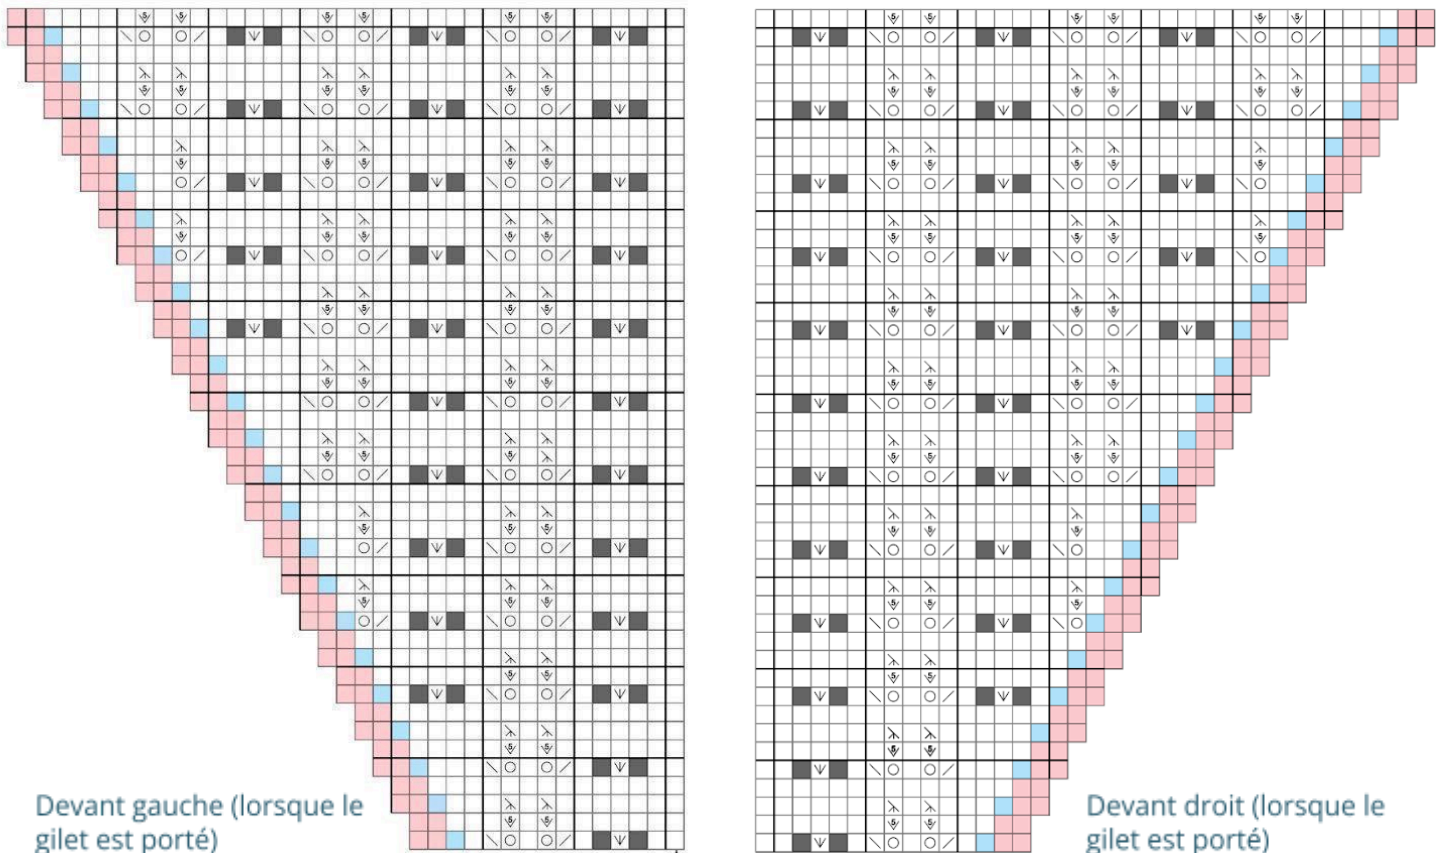 Devant gauche (lorsque le
gilet est porté)
Devant droit (lorsque le
gilet est porté)